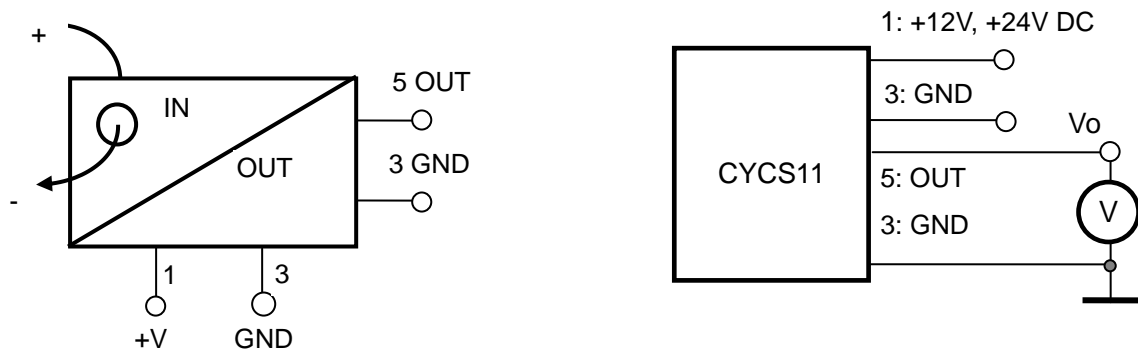 +
IN
OUT
-
5 OUT
3 GND
1
3
+V
GND
1: +12V, +24V DC
3: GND
Vo
CYCS11
5: OUT
V
3: GND